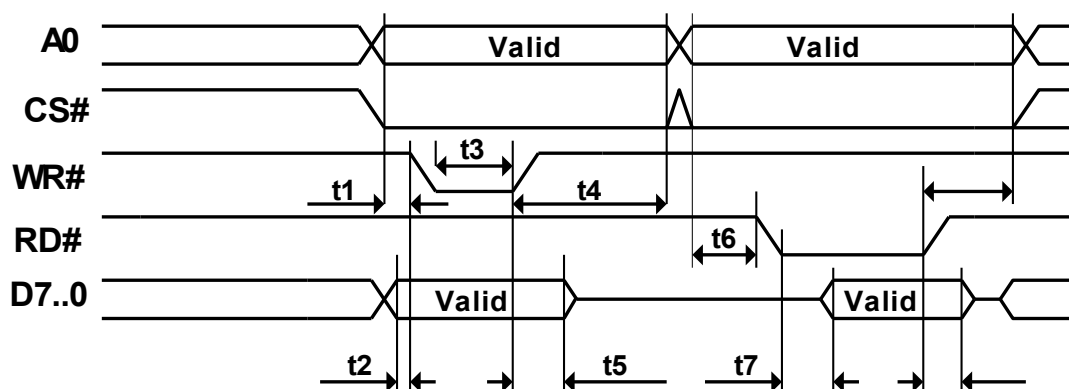 A0
Valid
Valid
CS#
t3
WR#
t1
t4
RD#
t6
D7..0
Valid
Valid
t2
t5
t7